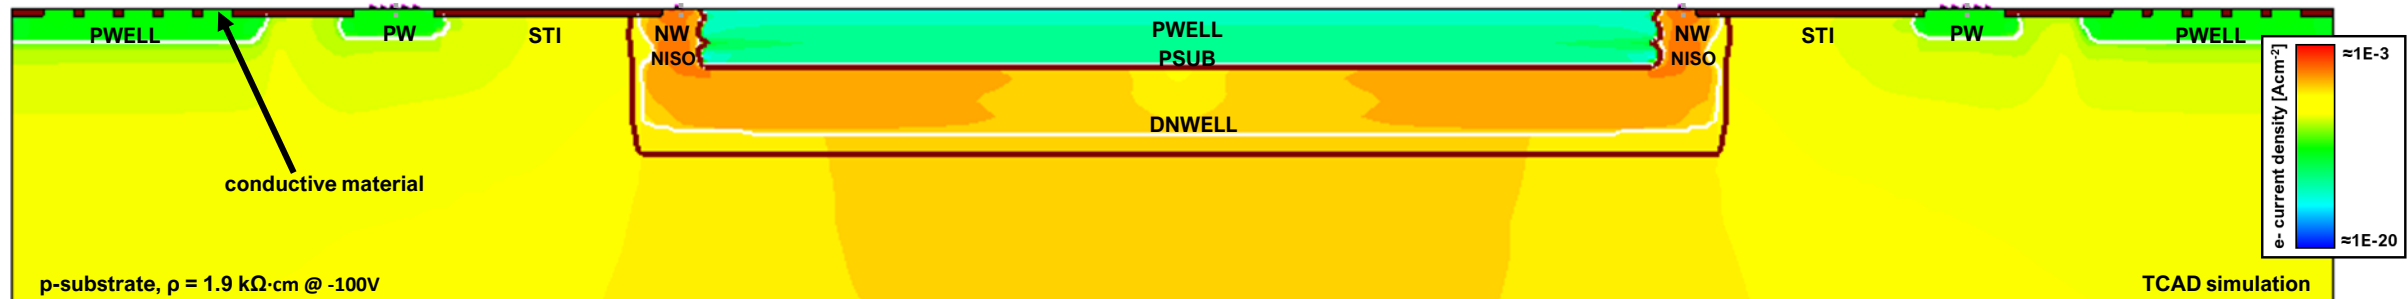 PWELL
PW
STI
NW
NISO
PWELL
PSUB
DNWELL
NW
NISO
STI
PW
PWELL
conductive material
e- current density [Acm-2]
≈1E-3
≈1E-20
p-substrate, ρ = 1.9 kΩ·cm @ -100V
TCAD simulation